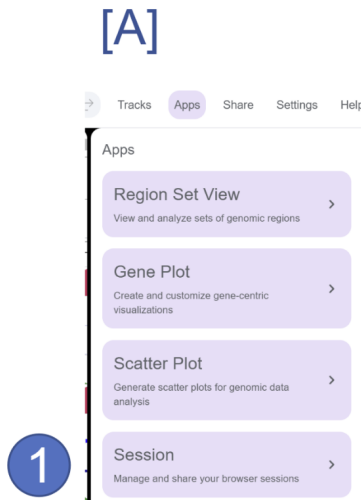 [A]
Tracks Apps Share Settings Help
Apps
Region Set View
View and analyze sets of genomic regions
Gene Plot
Create and customize gene-centric
visualizations
Scatter Plot
Generate scatter plots for genomic data
analysis
1
Session
Manage and share your browser sessions